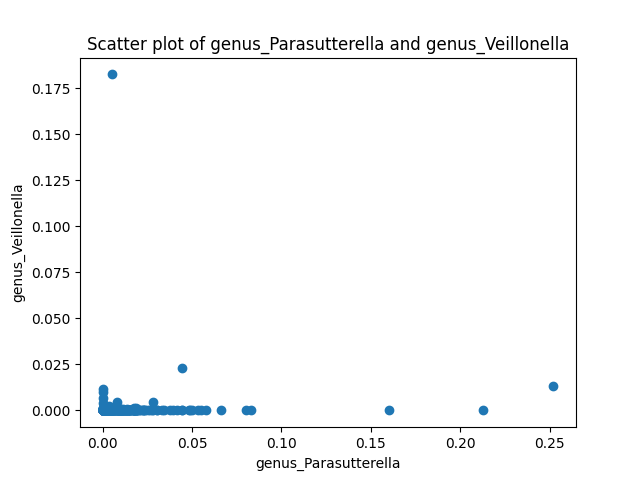 Scatter plot of genus_Parasutterella and genus_Veillonella
0.175
0.150
0.125
0.100
0.075
0.050
0.025
0.000
genus_Veillonella
0.00 0.05 0.10 0.15 0.20 0.25
genus_Parasutterella